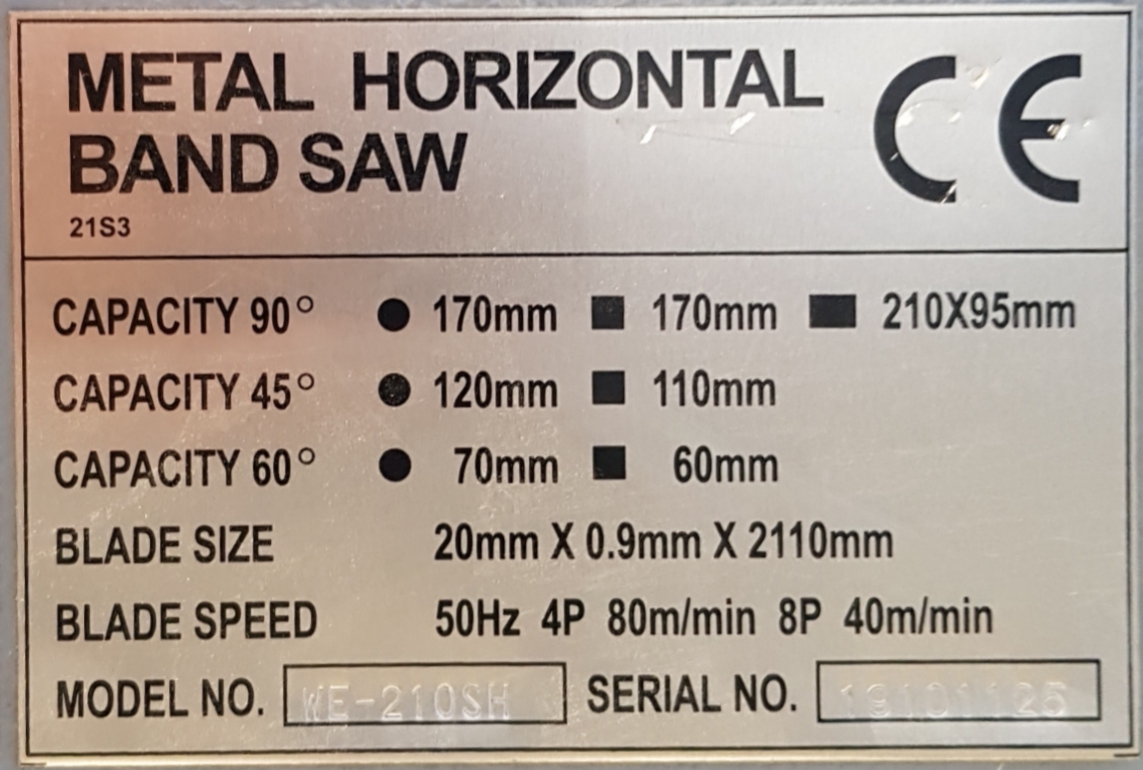 METAL HORIZONTAL
BAND SAW
CE
21S3
CAPACITY 90° ● 170mm ■ 170mm ▬ 210X95mm
CAPACITY 45° ● 120mm ■ 110mm
CAPACITY 60° ● 70mm ■ 60mm
BLADE SIZE 20mm X 0.9mm X 2110mm
BLADE SPEED 50Hz 4P 80m/min 8P 40m/min
MODEL NO. WE-210SH SERIAL NO. 19101125